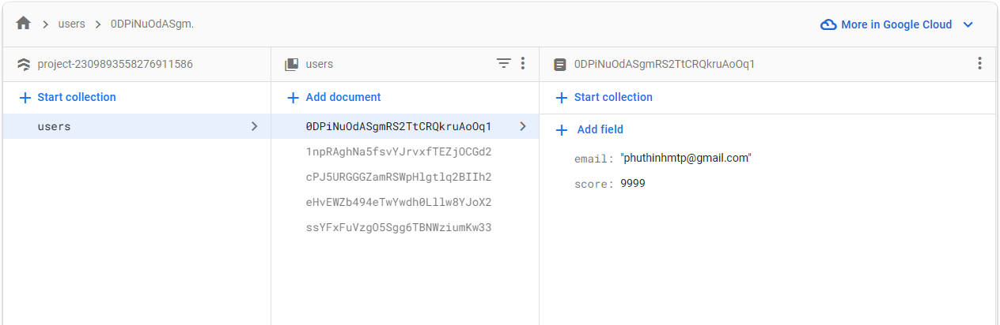 users 0DPiNuOdASgm.
More in Google Cloud
project-2309893558276911586
users
0DPiNuOdASgmRS2TtCRQkruAoOq1
Start collection
Add document
Start collection
users
0DPiNuOdASgmRS2TtCRQkruAoOq1
1npRAghNa5fsvYJrvxfTEZjOCGd2
cPJ5URGGGZamRSWpHlgtlq2BIIh2
eHvEWZb494eTwYwdh0Lllw8YJoX2
ssYFxFuVzgO5Sgg6TBNWziumKw33
Add field
email: "phuthinhmtp@gmail.com"
score: 9999